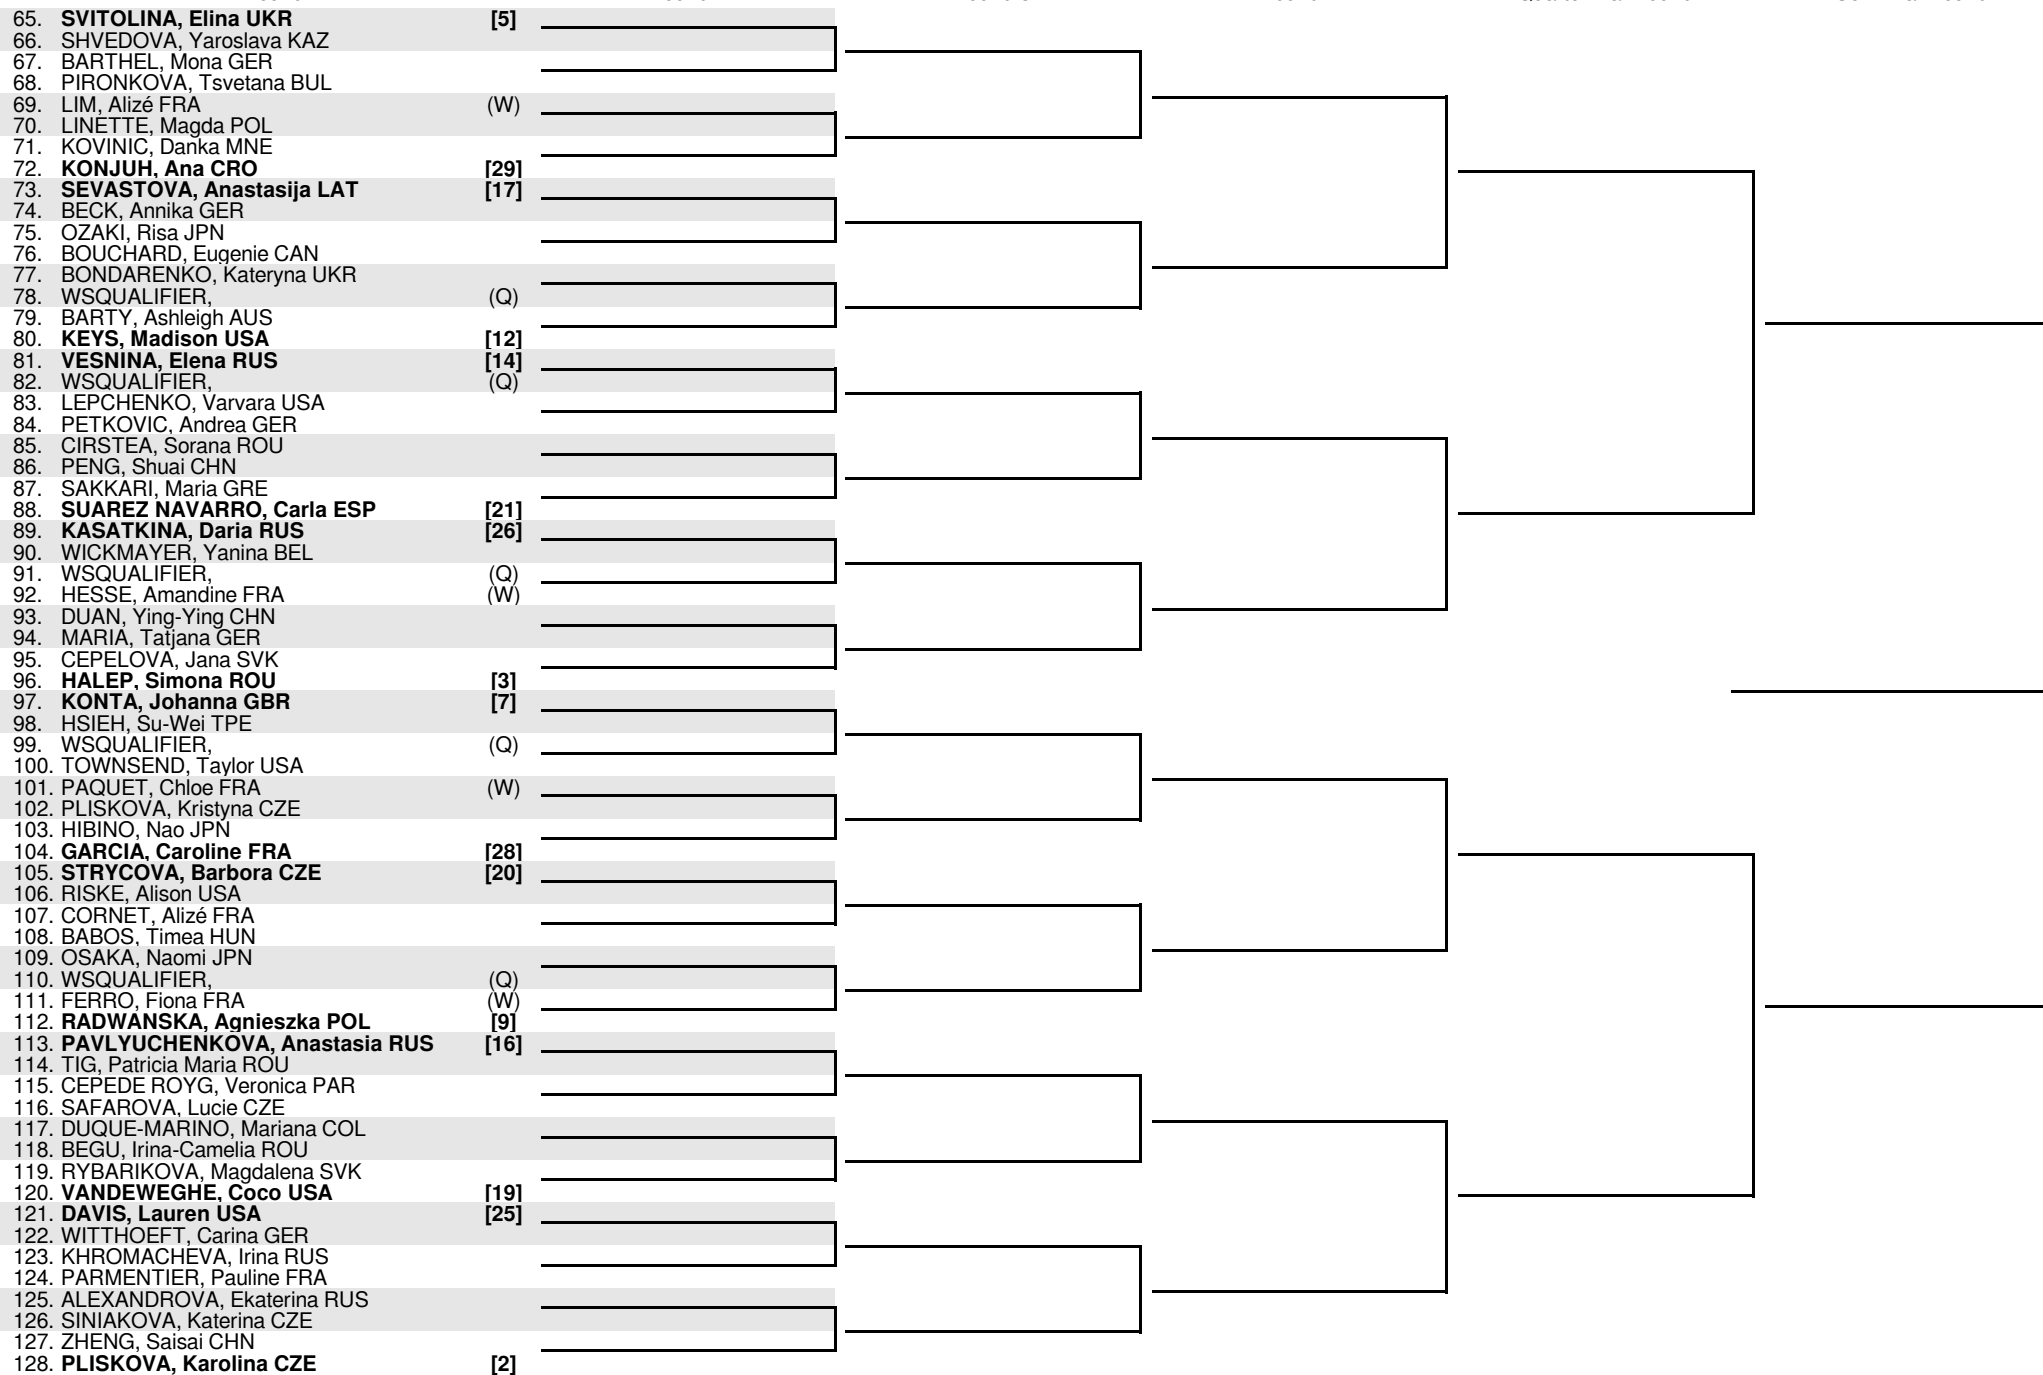 65. SVITOLINA, Elina UKR [5]
66. SHVEDOVA, Yaroslava KAZ
67. BARTHEL, Mona GER
68. PIRONKOVA, Tsvetana BUL
69. LIM, Alizé FRA (W)
70. LINETTE, Magda POL
71. KOVINIC, Danka MNE
72. KONJUH, Ana CRO [29]
73. SEVASTOVA, Anastasija LAT [17]
74. BECK, Annika GER
75. OZAKI, Risa JPN
76. BOUCHARD, Eugenie CAN
77. BONDARENKO, Kateryna UKR
78. WSQUALIFIER, (Q)
79. BARTY, Ashleigh AUS
80. KEYS, Madison USA [12]
81. VESNINA, Elena RUS [14]
82. WSQUALIFIER, (Q)
83. LEPCHENKO, Varvara USA
84. PETKOVIC, Andrea GER
85. CIRSTEA, Sorana ROU
86. PENG, Shuai CHN
87. SAKKARI, Maria GRE
88. SUAREZ NAVARRO, Carla ESP [21]
89. KASATKINA, Daria RUS [26]
90. WICKMAYER, Yanina BEL
91. WSQUALIFIER, (Q)
92. HESSE, Amandine FRA (W)
93. DUAN, Ying-Ying CHN
94. MARIA, Tatjana GER
95. CEPELOVA, Jana SVK
96. HALEP, Simona ROU [3]
97. KONTA, Johanna GBR [7]
98. HSIEH, Su-Wei TPE
99. WSQUALIFIER, (Q)
100. TOWNSEND, Taylor USA
101. PAQUET, Chloe FRA (W)
102. PLISKOVA, Kristyna CZE
103. HIBINO, Nao JPN
104. GARCIA, Caroline FRA [28]
105. STRYCOVA, Barbora CZE [20]
106. RISKE, Alison USA
107. CORNET, Alizé FRA
108. BABOS, Timea HUN
109. OSAKA, Naomi JPN
110. WSQUALIFIER, (Q)
111. FERRO, Fiona FRA (W)
112. RADWANSKA, Agnieszka POL [9]
113. PAVLYUCHENKOVA, Anastasia RUS [16]
114. TIG, Patricia Maria ROU
115. CEPEDE ROYG, Veronica PAR
116. SAFAROVA, Lucie CZE
117. DUQUE-MARINO, Mariana COL
118. BEGU, Irina-Camelia ROU
119. RYBARIKOVA, Magdalena SVK
120. VANDEWEGHE, Coco USA [19]
121. DAVIS, Lauren USA [25]
122. WITTHOEFT, Carina GER
123. KHROMACHEVA, Irina RUS
124. PARMENTIER, Pauline FRA
125. ALEXANDROVA, Ekaterina RUS
126. SINIAKOVA, Katerina CZE
127. ZHENG, Saisai CHN
128. PLISKOVA, Karolina CZE [2]